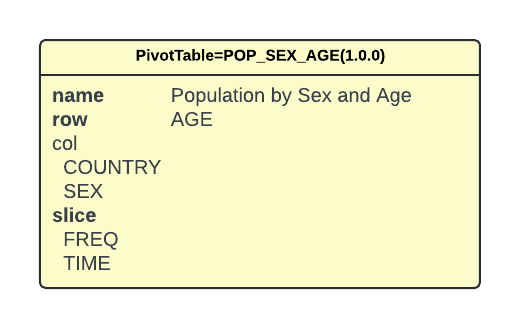 PivotTable=POP_SEX_AGE(1.0.0)
name Population by Sex and Age
row AGE
col
COUNTRY
SEX
slice
FREQ
TIME